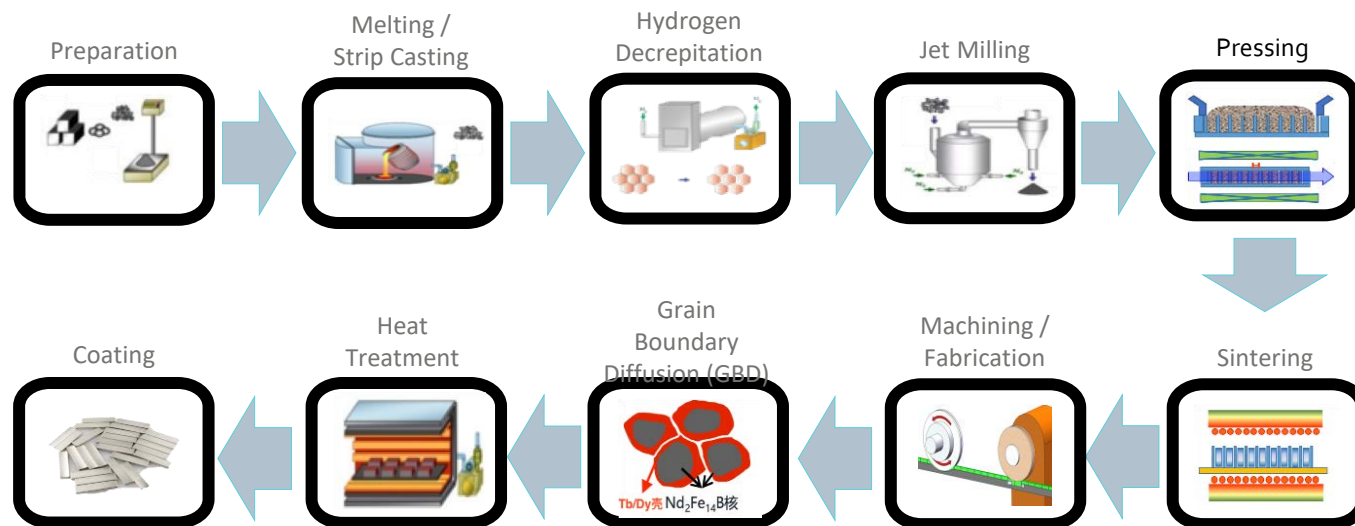 Preparation
Melting /
Strip Casting
Hydrogen
Decrepitation
Jet Milling
Pressing
Coating
Heat
Treatment
Grain
Boundary
Diffusion (GBD)
Machining /
Fabrication
Sintering
Tb/Dy壳 Nd₂Fe₁₄B核